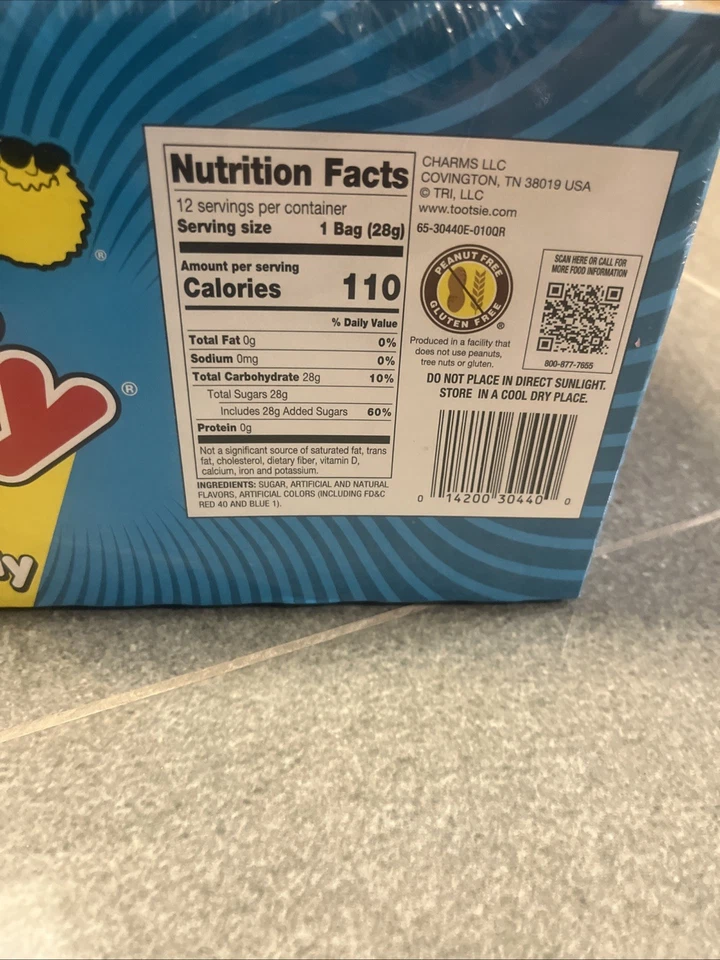 Nutrition Facts
12 servings per container
Serving size 1 Bag (28g)
Amount per serving
Calories 110
% Daily Value
Total Fat 0g 0%
Sodium 0mg 0%
Total Carbohydrate 28g 10%
Total Sugars 28g
Includes 28g Added Sugars 60%
Protein 0g
Not a significant source of saturated fat, trans
fat, cholesterol, dietary fiber, vitamin D,
calcium, iron and potassium.
INGREDIENTS: SUGAR, ARTIFICIAL AND NATURAL
FLAVORS, ARTIFICIAL COLORS (INCLUDING FD&C
RED 40 AND BLUE 1).
CHARMS LLC
COVINGTON, TN 38019 USA
© TRI, LLC
www.tootsie.com
65-30440E-010QR
PEANUT FREE
GLUTEN FREE
®
Produced in a facility that
does not use peanuts,
tree nuts or gluten.
SCAN HERE OR CALL FOR
MORE FOOD INFORMATION
800-877-7655
DO NOT PLACE IN DIRECT SUNLIGHT.
STORE IN A COOL DRY PLACE.
0 14200 30440 0
®
®
y
y